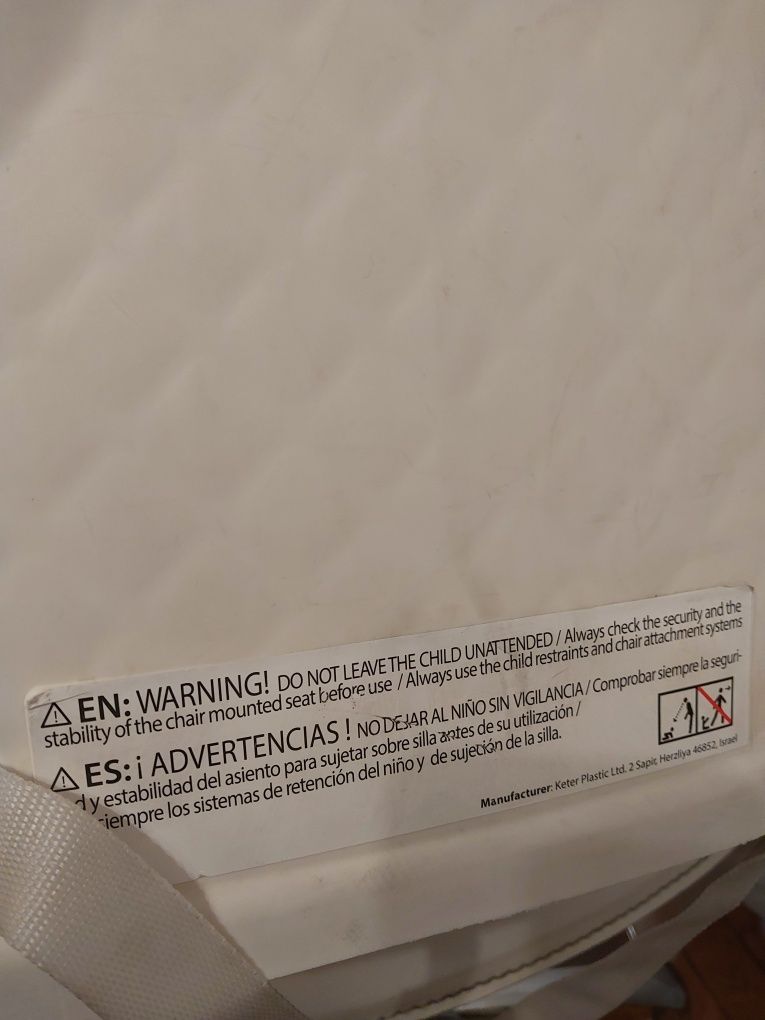 EN: WARNING! DO NOT LEAVE THE CHILD UNATTENDED / Always check the security and the
stability of the chair mounted seat before use / Always use the child restraints and chair attachment systems
ES: ¡ ADVERTENCIAS ! NO DEJAR AL NIÑO SIN VIGILANCIA / Comprobar siempre la seguri-
d y estabilidad del asiento para sujetar sobre silla antes de su utilización /
siempre los sistemas de retención del niño y de sujeción de la silla.
Manufacturer: Keter Plastic Ltd. 2 Sapir, Herzliya 46852, Israel